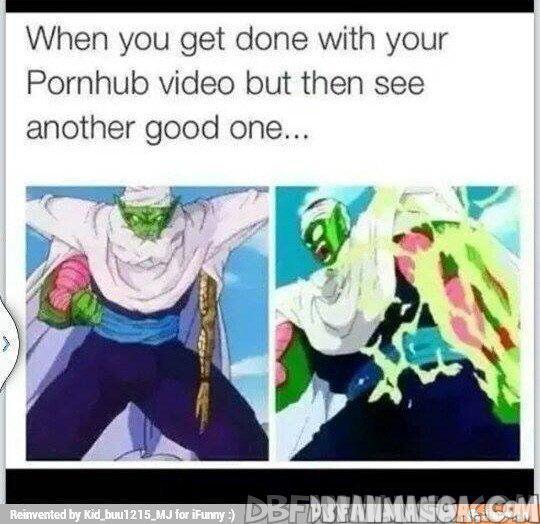 When you get done with your
Pornhub video but then see
another good one...
Reinvented by Kid_buu1215_MJ for iFunny :)